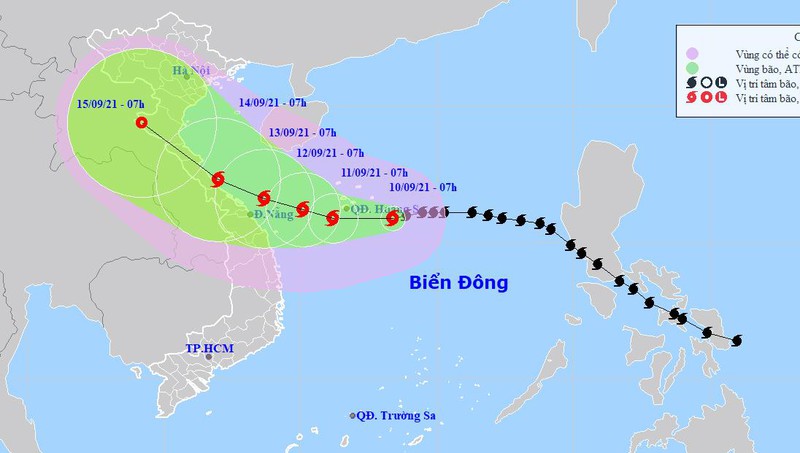 C
Vùng có thể có
Vùng bão, AT
Vị trí tâm bão,
Vị trí tâm bão,
Hà Nội
15/09/21 - 07h
14/09/21 - 07h
13/09/21 - 07h
12/09/21 - 07h
11/09/21 - 07h
10/09/21 - 07h
QĐ. Hoàng Sa
Đ.Nẵng
Biển Đông
TP.HCM
QĐ. Trường Sa